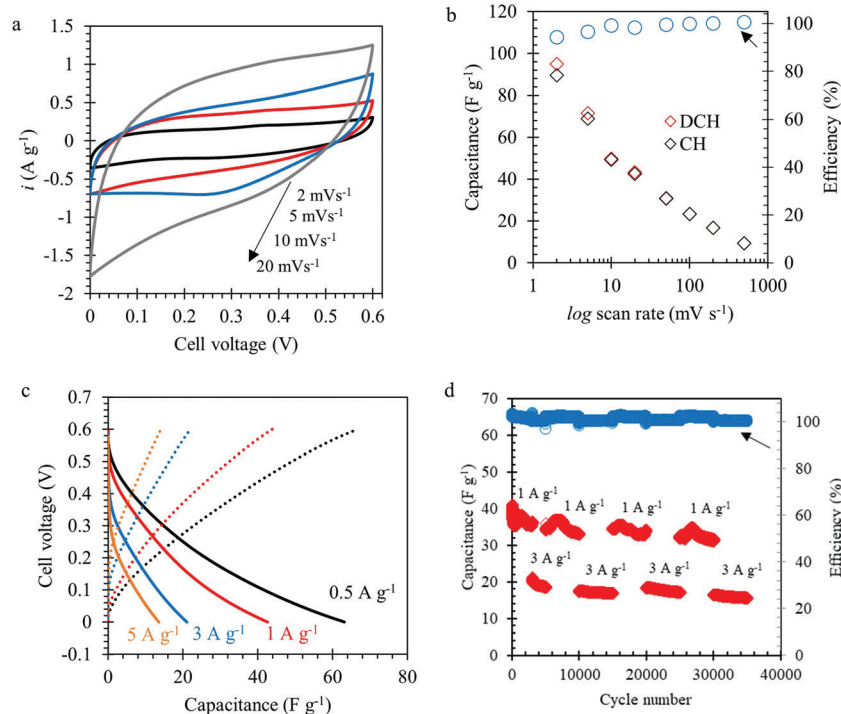 a
1.5
1
0.5
0
-0.5
-1
-1.5
-2
i (A g-1)
2 mVs-1
5 mVs-1
10 mVs-1
20 mVs-1
0 0.1 0.2 0.3 0.4 0.5 0.6
Cell voltage (V)
b
120
100
80
60
40
20
0
Capacitance (F g-1)
DCH
CH
100
80
60
40
20
0
Efficiency (%)
1 10 100 1000
log scan rate (mV s-1)
c
0.7
0.6
0.5
0.4
0.3
0.2
0.1
0
-0.1
Cell voltage (V)
0.5 A g-1
5 A g-1 3 A g-1 1 A g-1
0 20 40 60 80
Capacitance (F g-1)
d
70
60
50
40
30
20
10
0
Capacitance (F g-1)
1 A g-1 1 A g-1 1 A g-1 1 A g-1
3 A g-1 3 A g-1 3 A g-1 3 A g-1
100
80
60
40
20
0
Efficiency (%)
0 10000 20000 30000 40000
Cycle number